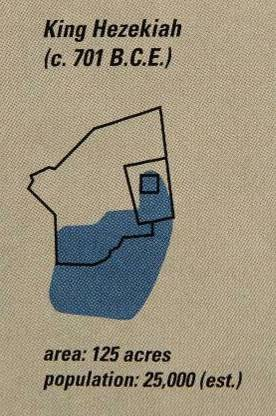 King Hezekiah
(c. 701 B.C.E.)
area: 125 acres
population: 25,000 (est.)